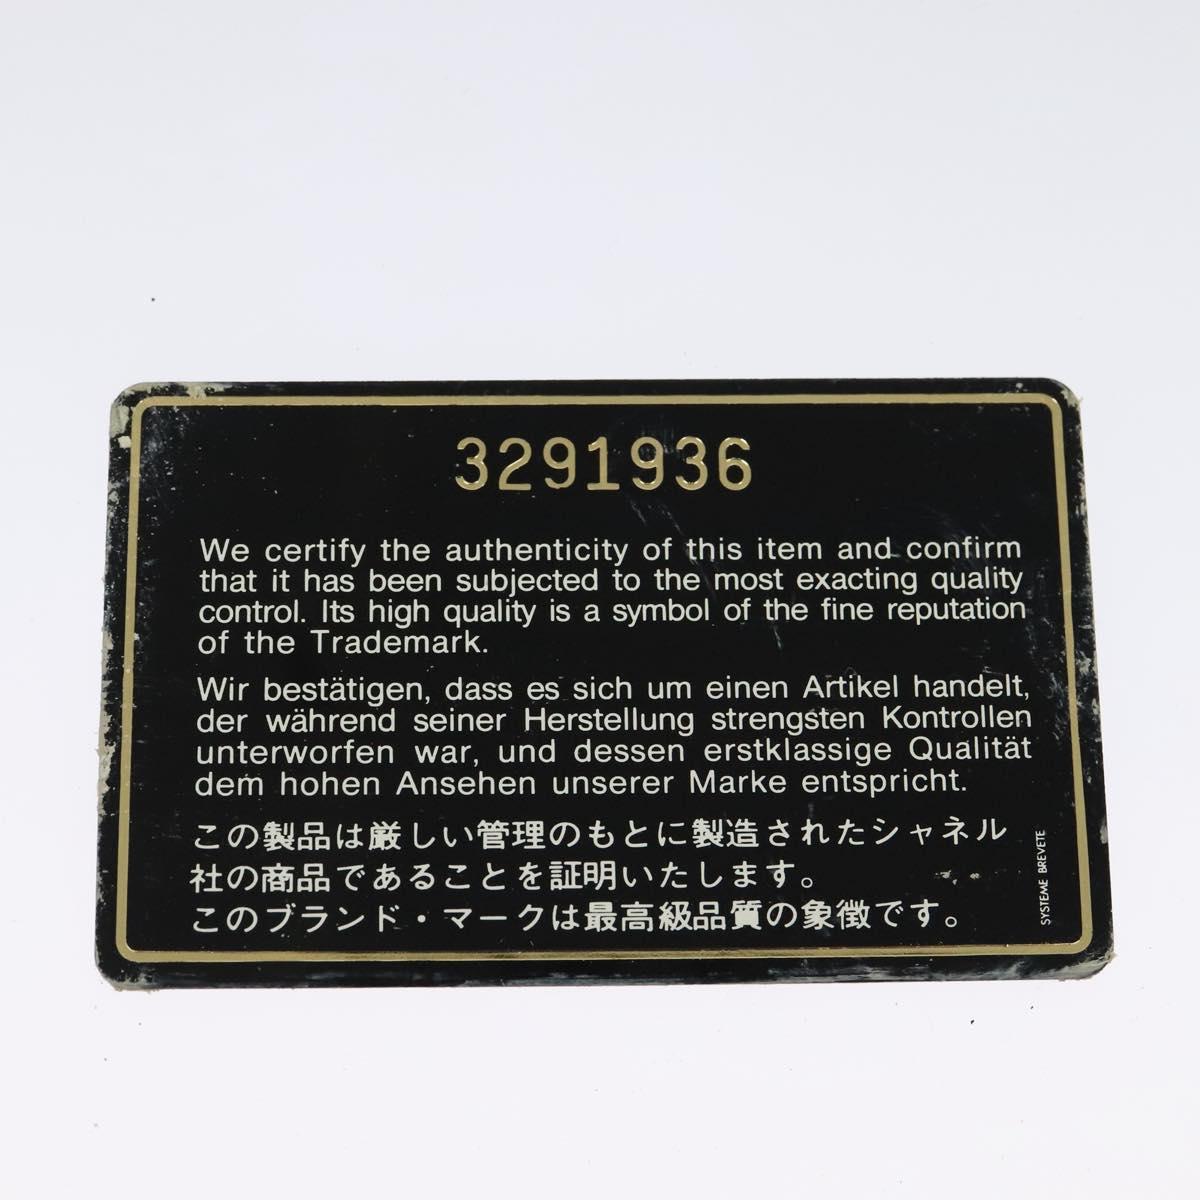 3291936
We certify the authenticity of this item and confirm
that it has been subjected to the most exacting quality
control. Its high quality is a symbol of the fine reputation
of the Trademark.
Wir bestätigen, dass es sich um einen Artikel handelt,
der während seiner Herstellung strengsten Kontrollen
unterworfen war, und dessen erstklassige Qualität
dem hohen Ansehen unserer Marke entspricht.
この製品は厳しい管理のもとに製造されたシャネル
社の商品であることを証明いたします。
このブランド・マークは最高級品質の象徴です。
SYSTEME BREVETE